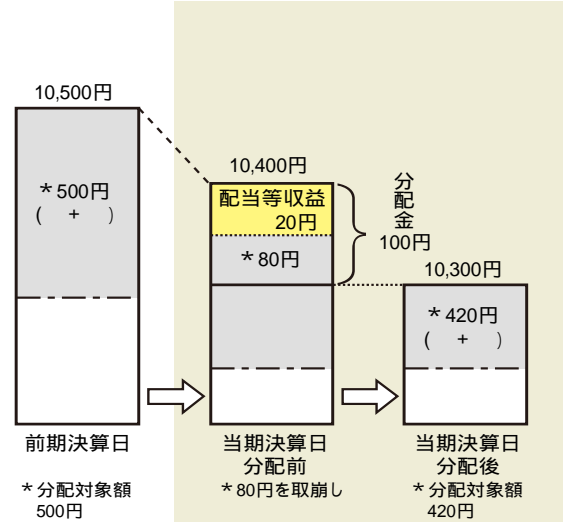 10,500円
*500円
( + )
前期決算日
*分配対象額
500円
10,400円
配当等収益
20円
*80円
分配金
100円
当期決算日
分配前
*80円を取崩し
10,300円
*420円
( + )
当期決算日
分配後
*分配対象額
420円